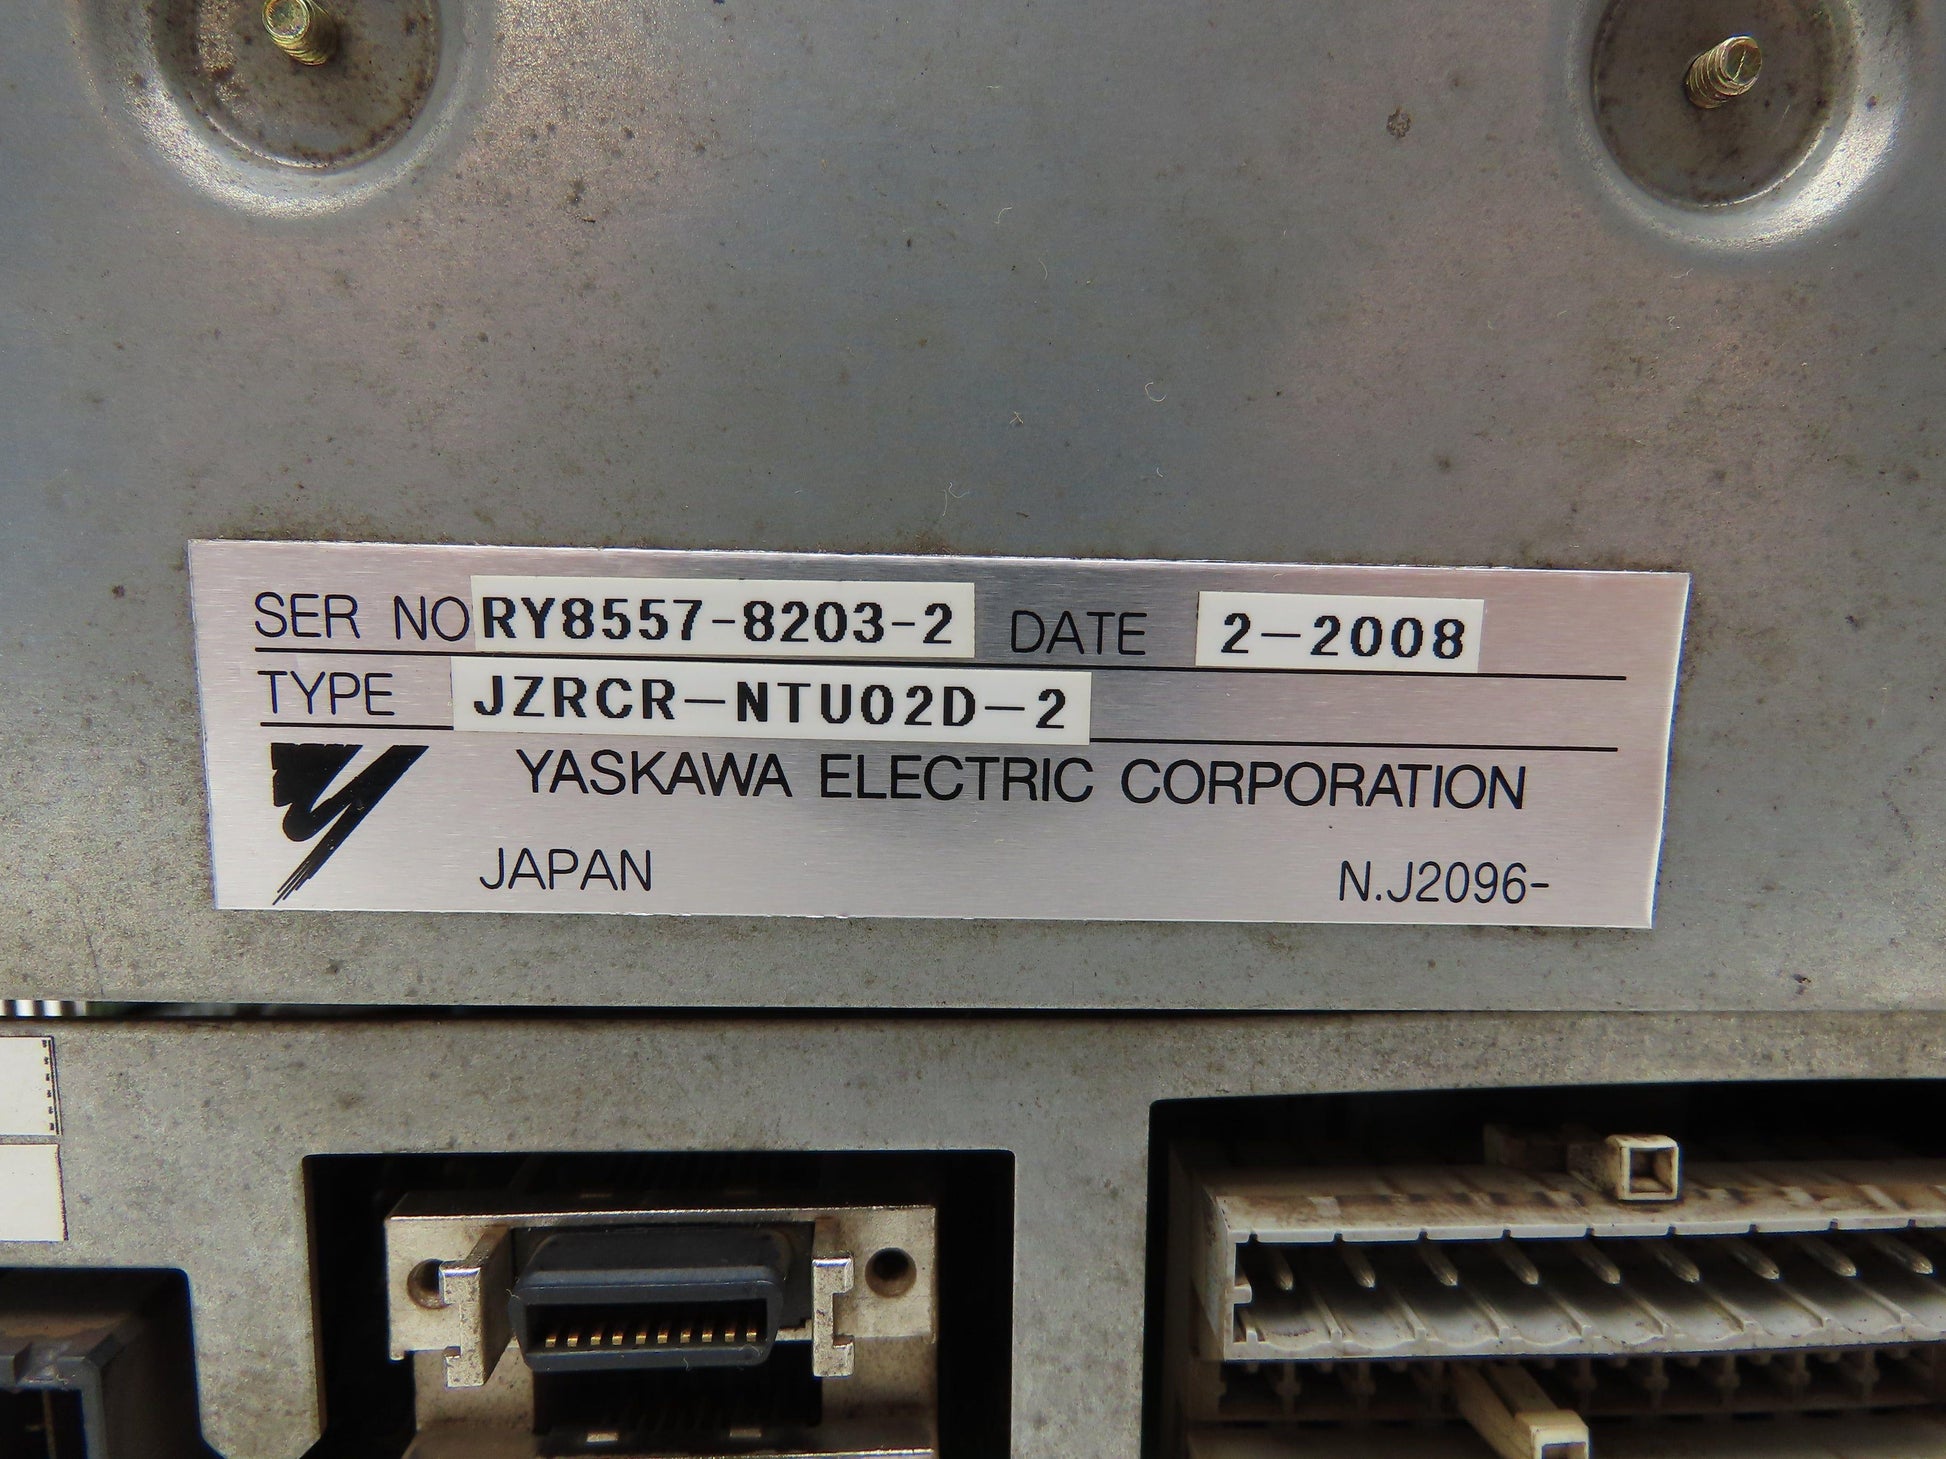 SER NO RY8557-8203-2 DATE 2-2008
TYPE JZRCR-NTU02D-2
YASKAWA ELECTRIC CORPORATION
JAPAN N.J2096-